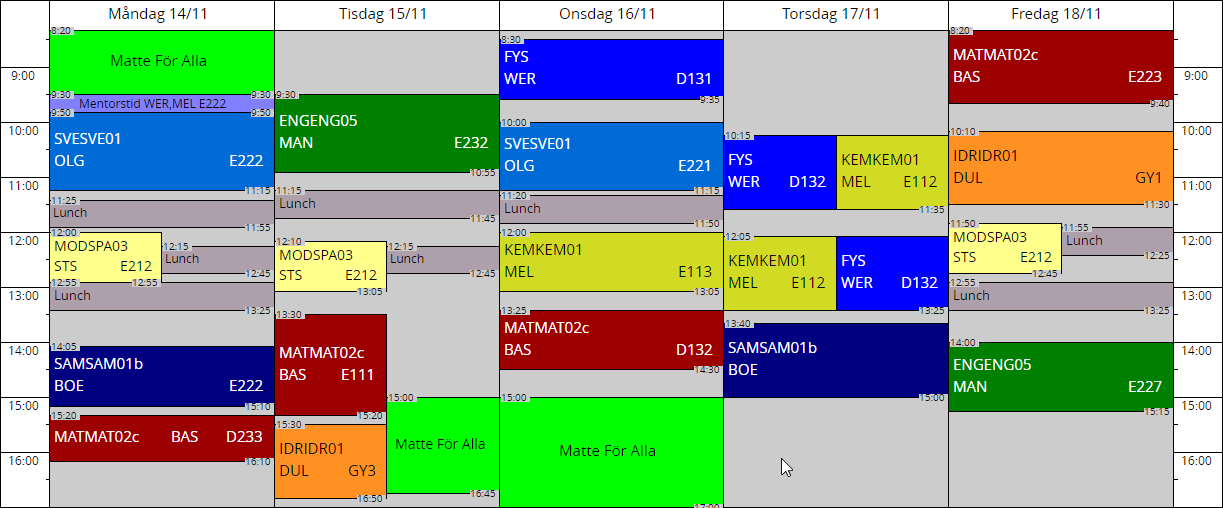 Måndag 14/11
Tisdag 15/11
Onsdag 16/11
Torsdag 17/11
Fredag 18/11
9:00
10:00
11:00
12:00
13:00
14:00
15:00
16:00
8:20
Matte För Alla
9:30 9:30
Mentorstid WER,MEL E222
9:50 9:50
SVESVE01
OLG E222
11:15
11:25
Lunch
11:55
12:00
MODSPA03
STS E212
12:55
12:15
Lunch
12:45
12:55
Lunch
13:25
14:05
SAMSAM01b
BOE E222
15:10
15:20
MATMAT02c BAS D233
16:10
9:30
ENGENG05
MAN E232
10:55
11:15
Lunch
11:45
12:10
MODSPA03
STS E212
13:05
12:15
Lunch
12:45
13:30
MATMAT02c
BAS E111
15:20
15:30
IDRIDR01
DUL GY3
16:50
15:00
Matte För Alla
16:45
8:30
FYS
WER D131
9:35
10:00
SVESVE01
OLG E221
11:15
11:20
Lunch
11:50
12:00
KEMKEM01
MEL E113
13:05
13:25
MATMAT02c
BAS D132
14:30
15:00
Matte För Alla
17:00
10:15
FYS
WER D132
KEMKEM01
MEL E112
11:35
12:05
KEMKEM01
MEL E112
FYS
WER D132
13:25
13:40
SAMSAM01b
BOE
15:00
8:20
MATMAT02c
BAS E223
9:40
10:10
IDRIDR01
DUL GY1
11:30
11:50
MODSPA03
STS E212
12:45
11:55
Lunch
12:25
12:55
Lunch
13:25
14:00
ENGENG05
MAN E227
15:15
9:00
10:00
11:00
12:00
13:00
14:00
15:00
16:00